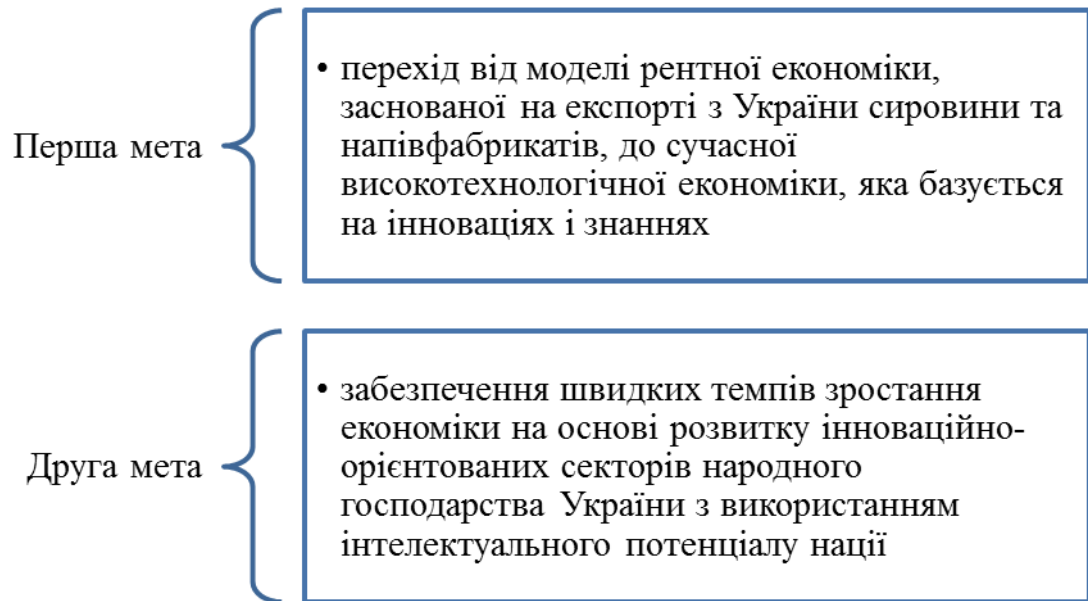 Перша мета
• перехід від моделі рентної економіки,
заснованої на експорті з України сировини та
напівфабрикатів, до сучасної
високотехнологічної економіки, яка базується
на інноваціях і знаннях
Друга мета
• забезпечення швидких темпів зростання
економіки на основі розвитку інноваційно-
орієнтованих секторів народного
господарства України з використанням
інтелектуального потенціалу нації